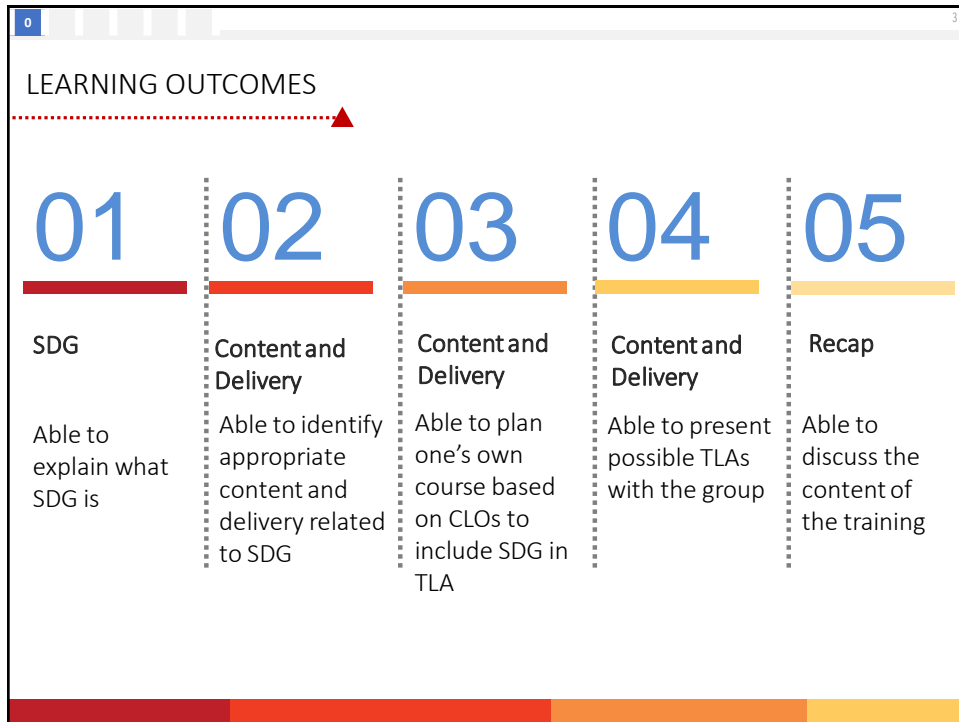 0
3
LEARNING OUTCOMES
01
SDG
Able to
explain what
SDG is
02
Content and
Delivery
Able to identify
appropriate
content and
delivery related
to SDG
03
Content and
Delivery
Able to plan
one's own
course based
on CLOs to
include SDG in
TLA
04
Content and
Delivery
Able to present
possible TLAs
with the group
05
Recap
Able to
discuss the
content of
the training